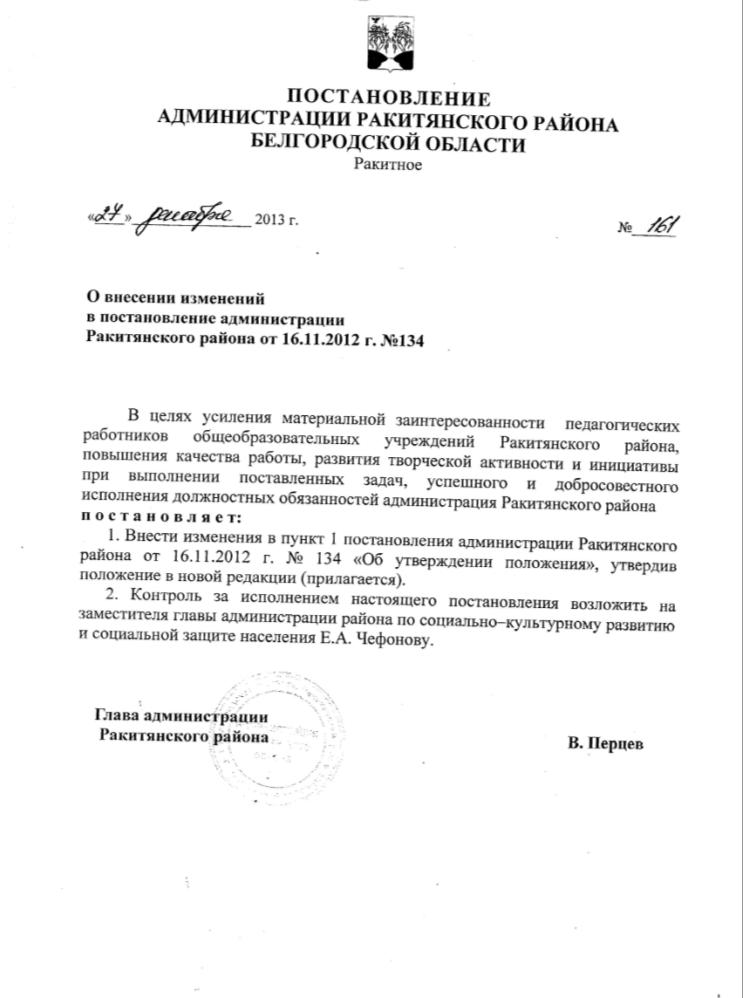 ПОСТАНОВЛЕНИЕ
АДМИНИСТРАЦИИ РАКИТЯНСКОГО РАЙОНА
БЕЛГОРОДСКОЙ ОБЛАСТИ
Ракитное
«27» декабря 2013 г. № 161
О внесении изменений
в постановление администрации
Ракитянского района от 16.11.2012 г. №134
В целях усиления материальной заинтересованности педагогических
работников общеобразовательных учреждений Ракитянского района,
повышения качества работы, развития творческой активности и инициативы
при выполнении поставленных задач, успешного и добросовестного
исполнения должностных обязанностей администрация Ракитянского района
п о с т а н о в л я е т:
1. Внести изменения в пункт 1 постановления администрации Ракитянского
района от 16.11.2012 г. № 134 «Об утверждении положения», утвердив
положение в новой редакции (прилагается).
2. Контроль за исполнением настоящего постановления возложить на
заместителя главы администрации района по социально–культурному развитию
и социальной защите населения Е.А. Чефонову.
Глава администрации
Ракитянского района В. Перцев